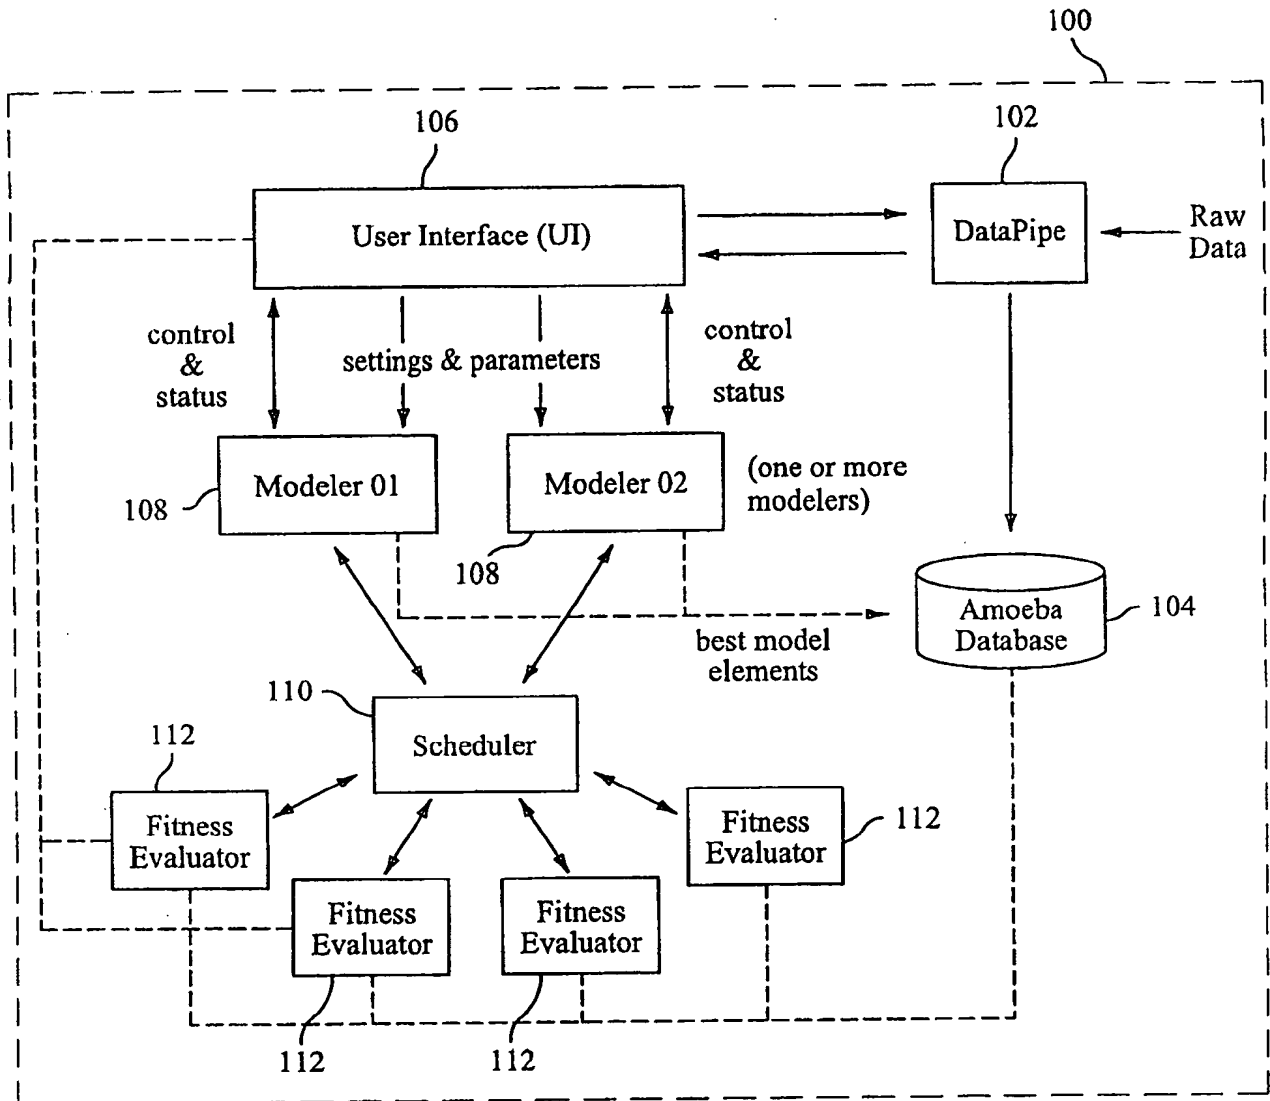 100
106
102
User Interface (UI)
DataPipe
Raw
Data
control
&
status
settings & parameters
control
&
status
Modeler 01
Modeler 02
(one or more
modelers)
108
108
Amoeba
Database
104
best model
elements
110
Scheduler
112
Fitness
Evaluator
Fitness
Evaluator
112
Fitness
Evaluator
Fitness
Evaluator
112
112